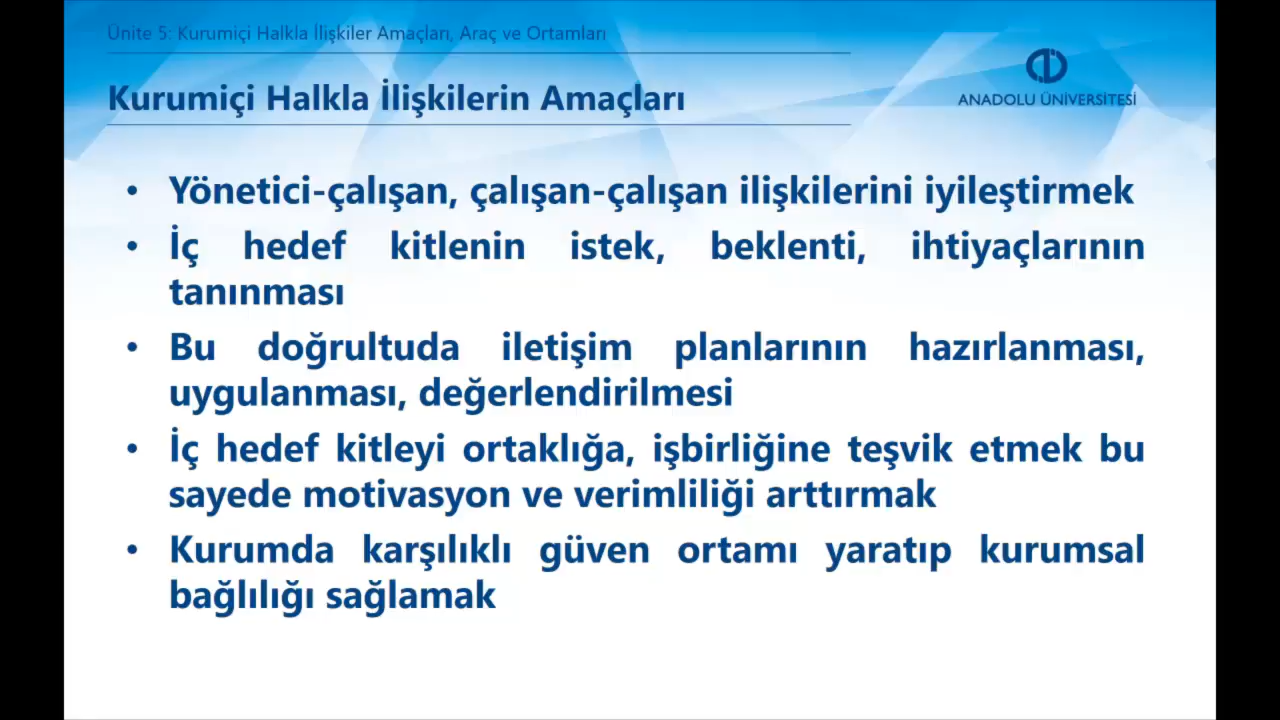 Ünite 5: Kurumiçi Halkla İlişkiler Amaçları, Araç ve Ortamları
Kurumiçi Halkla İlişkilerin Amaçları
ANADOLU ÜNİVERSİTESİ
• Yönetici-çalışan, çalışan-çalışan ilişkilerini iyileştirmek
• İç hedef kitlenin istek, beklenti, ihtiyaçlarının
tanınması
• Bu doğrultuda iletişim planlarının hazırlanması,
uygulanması, değerlendirilmesi
• İç hedef kitleyi ortaklığa, işbirliğine teşvik etmek bu
sayede motivasyon ve verimliliği arttırmak
• Kurumda karşılıklı güven ortamı yaratıp kurumsal
bağlılığı sağlamak